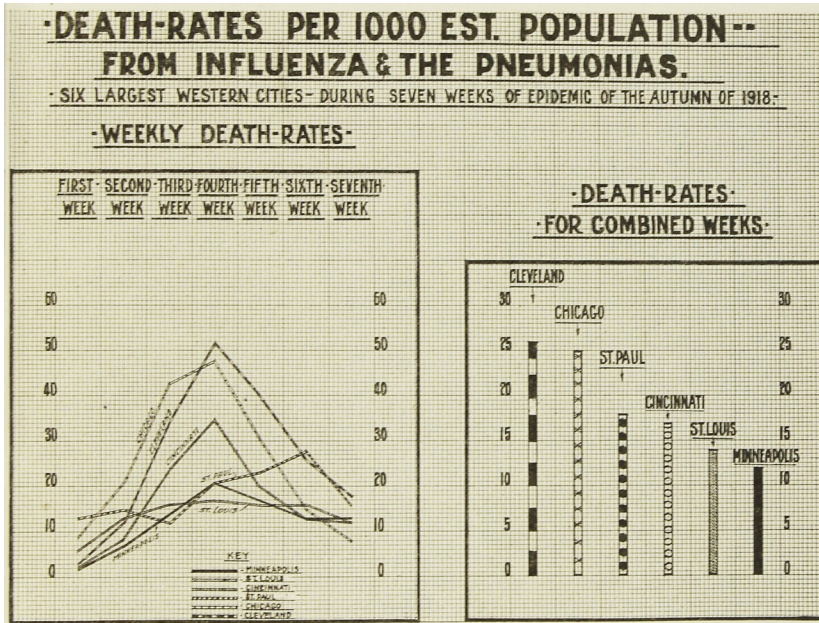 ·DEATH-RATES PER 1000 EST. POPULATION--
FROM INFLUENZA & THE PNEUMONIAS.
·SIX LARGEST WESTERN CITIES-DURING SEVEN WEEKS OF EPIDEMIC OF THE AUTUMN OF 1918·
·WEEKLY DEATH-RATES·
FIRST· SECOND· THIRD· FOURTH· FIFTH· SIXTH· SEVENTH·
WEEK WEEK WEEK WEEK WEEK WEEK WEEK
60 60
50 50
40 40
30 30
20 20
10 10
0 0
CHICAGO
CLEVELAND
CINCINNATI
ST. PAUL
ST. LOUIS
MINNEAPOLIS
KEY
-MINNEAPOLIS
-ST. LOUIS
-CINCINNATI
-ST. PAUL
-CHICAGO
-CLEVELAND
·DEATH-RATES·
·FOR COMBINED WEEKS·
CLEVELAND
CHICAGO
ST. PAUL
CINCINNATI
ST. LOUIS
MINNEAPOLIS
30 30
25 25
20 20
15 15
10 10
5 5
0 0